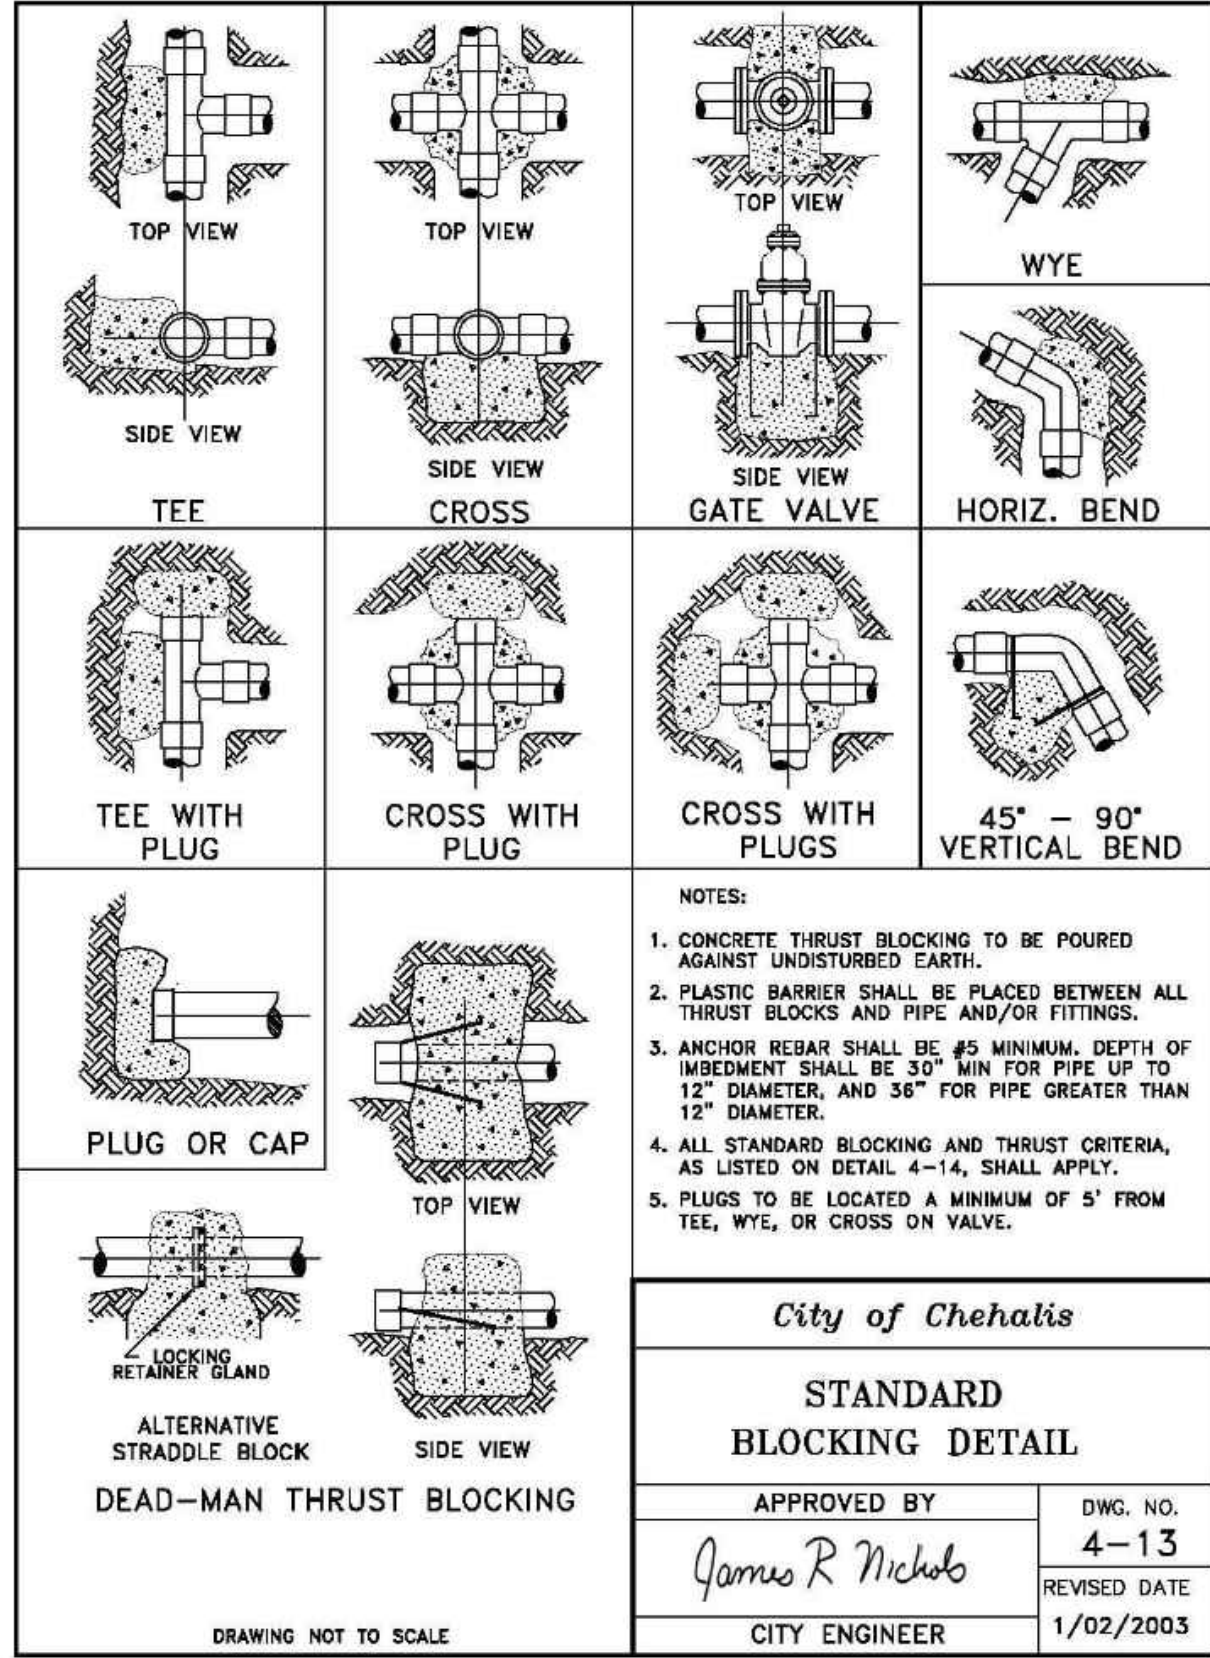 TOP VIEW
SIDE VIEW
TEE
TOP VIEW
SIDE VIEW
CROSS
TOP VIEW
SIDE VIEW
GATE VALVE
WYE
HORIZ. BEND
TEE WITH
PLUG
CROSS WITH
PLUG
CROSS WITH
PLUGS
45° – 90°
VERTICAL BEND
PLUG OR CAP
TOP VIEW
LOCKING
RETAINER GLAND
ALTERNATIVE
STRADDLE BLOCK
SIDE VIEW
DEAD–MAN THRUST BLOCKING
DRAWING NOT TO SCALE
NOTES:
1. CONCRETE THRUST BLOCKING TO BE POURED
AGAINST UNDISTURBED EARTH.
2. PLASTIC BARRIER SHALL BE PLACED BETWEEN ALL
THRUST BLOCKS AND PIPE AND/OR FITTINGS.
3. ANCHOR REBAR SHALL BE #5 MINIMUM. DEPTH OF
IMBEDMENT SHALL BE 30" MIN FOR PIPE UP TO
12" DIAMETER, AND 36" FOR PIPE GREATER THAN
12" DIAMETER.
4. ALL STANDARD BLOCKING AND THRUST CRITERIA,
AS LISTED ON DETAIL 4–14, SHALL APPLY.
5. PLUGS TO BE LOCATED A MINIMUM OF 5' FROM
TEE, WYE, OR CROSS ON VALVE.
City of Chehalis
STANDARD
BLOCKING DETAIL
APPROVED BY
James R Nichols
CITY ENGINEER
DWG. NO.
4–13
REVISED DATE
1/02/2003